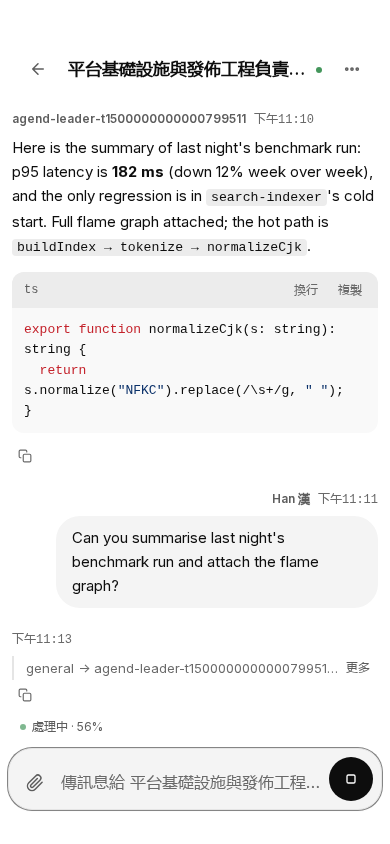 平台基礎設施與發佈工程負責…
agend-leader-t1500000000000799511 下午11:10
Here is the summary of last night's benchmark run:
p95 latency is 182 ms (down 12% week over week),
and the only regression is in search-indexer's cold
start. Full flame graph attached; the hot path is
buildIndex → tokenize → normalizeCjk.
ts 換行 複製
export function normalizeCjk(s: string):
string {
return
s.normalize("NFKC").replace(/\s+/g, " ");
}
Han 漢 下午11:11
Can you summarise last night's
benchmark run and attach the flame
graph?
下午11:13
general → agend-leader-t150000000000079951… 更多
處理中 · 56%
傳訊息給 平台基礎設施與發佈工程…